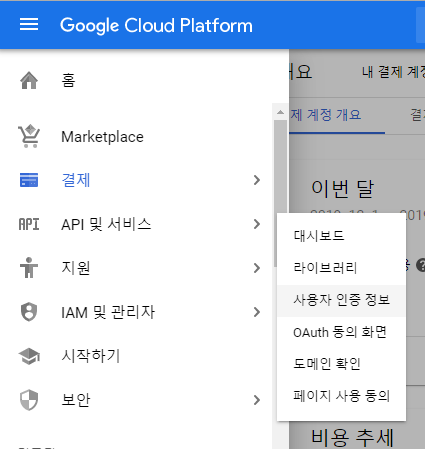 Google Cloud Platform
홈
개요
내 결제 계정
Marketplace
제 계정 개요
결제
이번 달
API 및 서비스
대시보드
지원
라이브러리
사용자 인증 정보
IAM 및 관리자
OAuth 동의 화면
시작하기
도메인 확인
보안
페이지 사용 동의
비용 추세